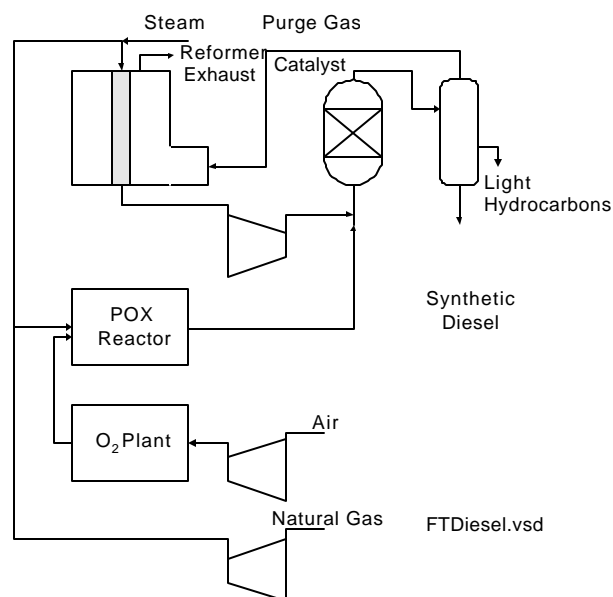 Steam
Purge Gas
Reformer
Exhaust
Catalyst
Light
Hydrocarbons
Synthetic
Diesel
POX
Reactor
Air
O2 Plant
Natural Gas
FTDiesel.vsd